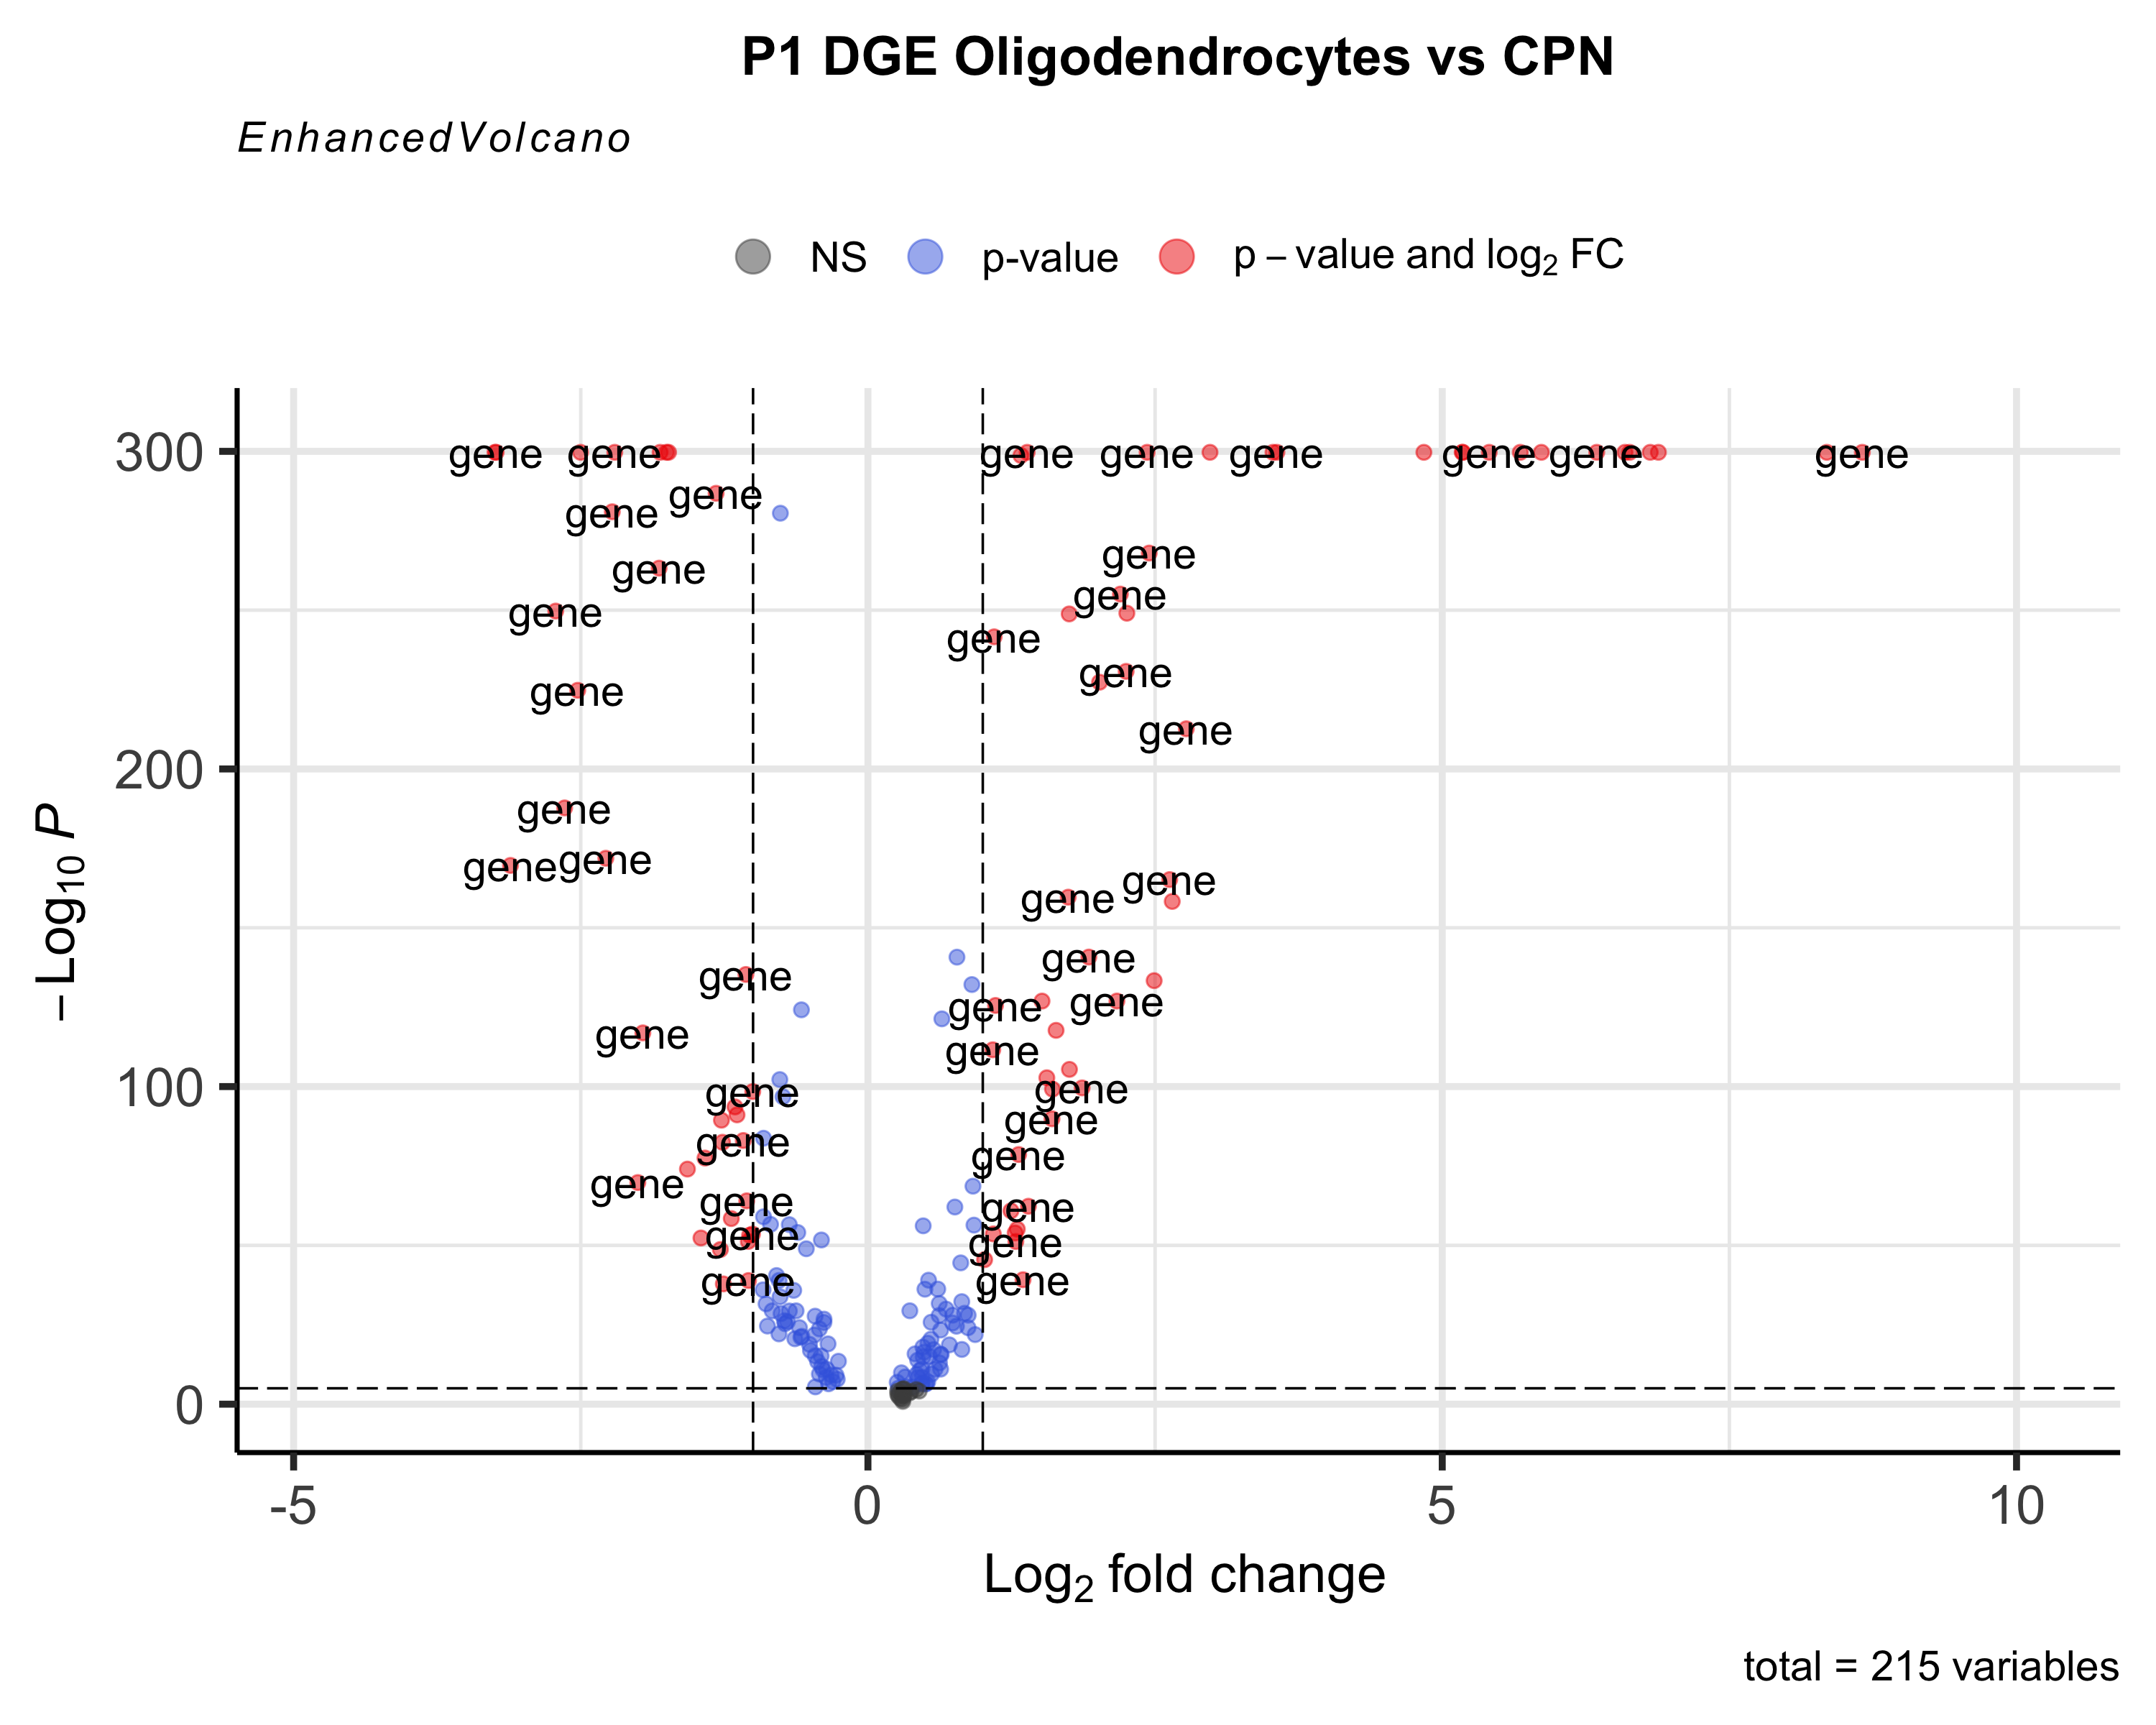 P1 DGE Oligodendrocytes vs CPN
EnhancedVolcano
NS p-value p – value and log₂ FC
300 gene gene gene gene gene gene gene gene
gene
gene
gene
gene
gene
gene
gene
gene
gene
gene
200
gene
gene gene
gene
gene
gene
gene
gene gene
gene
gene
100 gene gene
gene
gene
gene
gene
gene
gene
gene
gene
gene gene
0
– Log₁₀ P
-5 0 5 10
Log₂ fold change
total = 215 variables